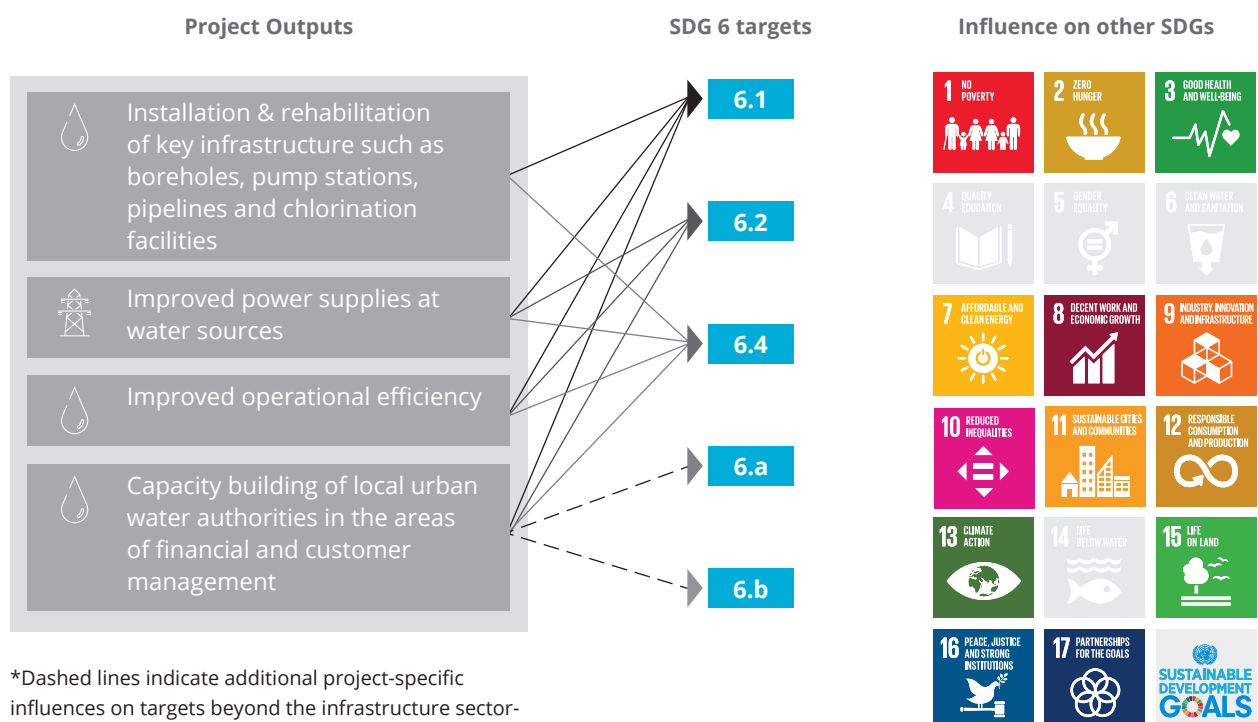 Project Outputs
SDG 6 targets
Influence on other SDGs
Installation & rehabilitation
of key infrastructure such as
boreholes, pump stations,
pipelines and chlorination
facilities
Improved power supplies at
water sources
Improved operational efficiency
Capacity building of local urban
water authorities in the areas
of financial and customer
management
6.1
6.2
6.4
6.a
6.b
1 NO
POVERTY
2 ZERO
HUNGER
3 GOOD HEALTH
AND WELL-BEING
4 QUALITY
EDUCATION
5 GENDER
EQUALITY
6 CLEAN WATER
AND SANITATION
7 AFFORDABLE AND
CLEAN ENERGY
8 DECENT WORK AND
ECONOMIC GROWTH
9 INDUSTRY, INNOVATION
AND INFRASTRUCTURE
10 REDUCED
INEQUALITIES
11 SUSTAINABLE CITIES
AND COMMUNITIES
12 RESPONSIBLE
CONSUMPTION
AND PRODUCTION
13 CLIMATE
ACTION
14 LIFE
BELOW WATER
15 LIFE
ON LAND
16 PEACE, JUSTICE
AND STRONG
INSTITUTIONS
17 PARTNERSHIPS
FOR THE GOALS
SUSTAINABLE
DEVELOPMENT
GOALS
*Dashed lines indicate additional project-specific
influences on targets beyond the infrastructure sector-